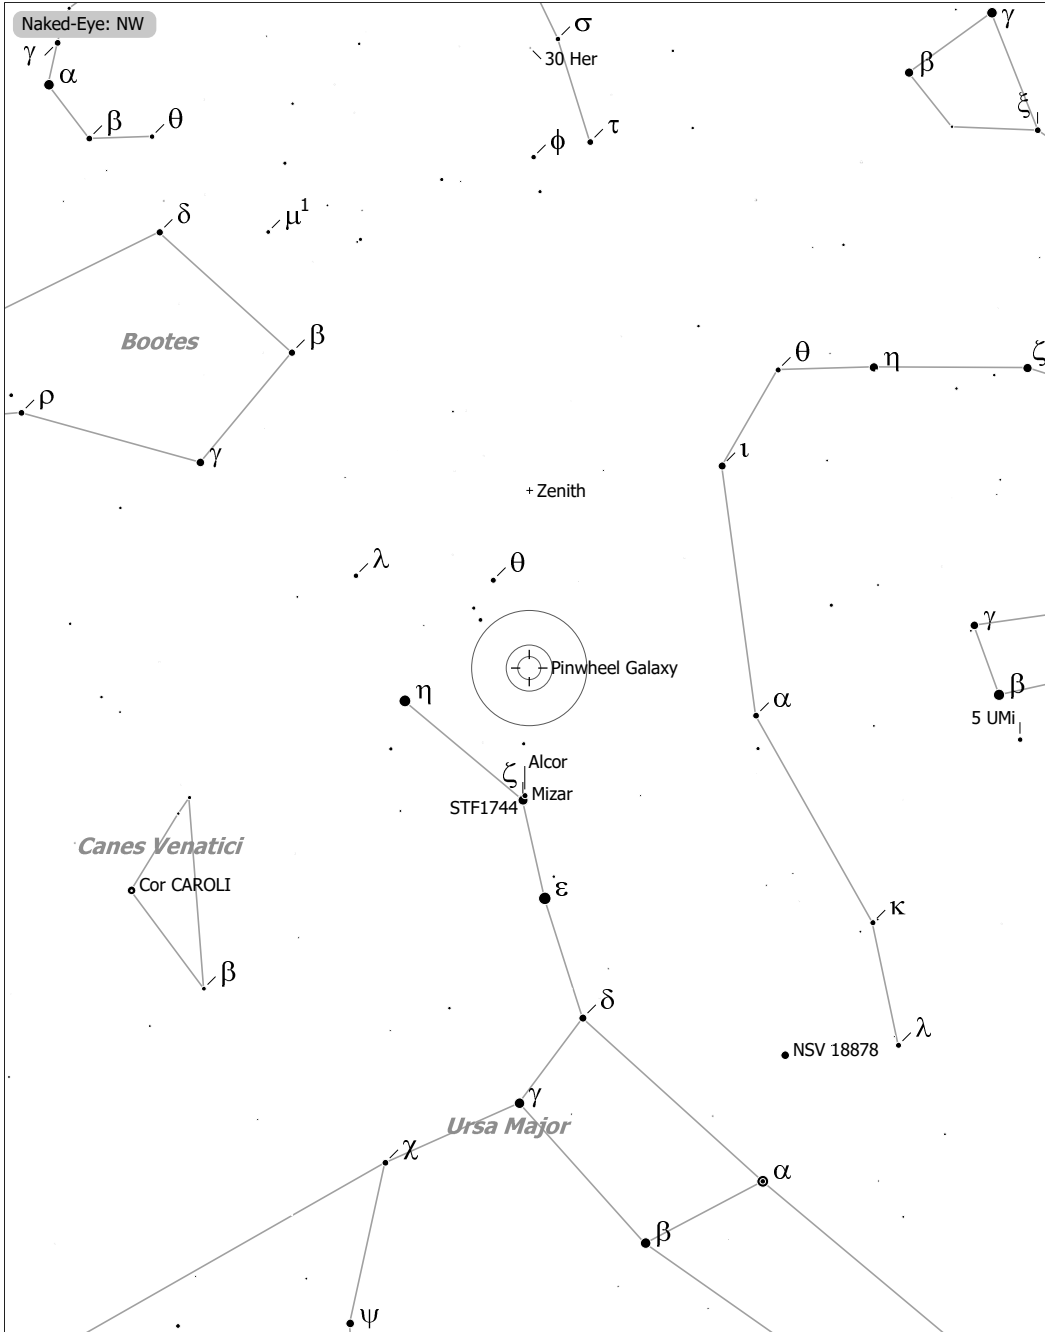 Naked-Eye: NW
σ
γ
γ
30 Her
β
α
ξ
β
θ
τ
ϕ
δ
μ¹
Bootes
β
θ
η
ζ
ρ
γ
ι
Zenith
λ
θ
γ
Pinwheel Galaxy
η
β
α
5 UMi
Alcor
ζ
Mizar
STF1744
Canes Venatici
Cor CAROLI
ε
κ
β
δ
λ
NSV 18878
γ
Ursa Major
χ
α
β
ψ